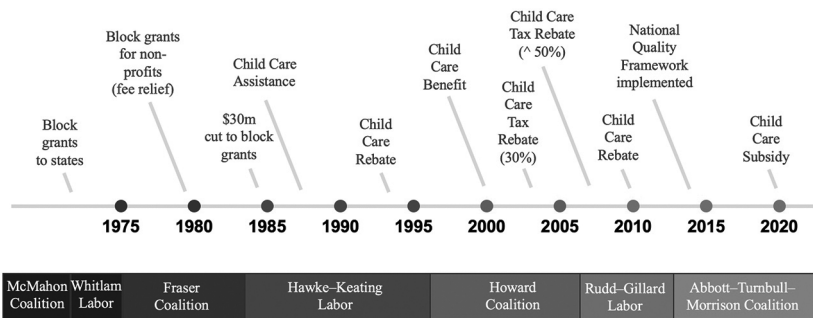 Block
grants
to states
Block grants
for non-
profits
(fee relief)
$30m
cut to block
grants
Child Care
Assistance
Child
Care
Rebate
Child
Care
Benefit
Child
Care
Tax
Rebate
(30%)
Child Care
Tax Rebate
(^ 50%)
Child
Care
Rebate
National
Quality
Framework
implemented
Child
Care
Subsidy
1975 1980 1985 1990 1995 2000 2005 2010 2015 2020
McMahon
Coalition
Whitlam
Labor
Fraser
Coalition
Hawke–Keating
Labor
Howard
Coalition
Rudd–Gillard
Labor
Abbott–Turnbull–
Morrison Coalition